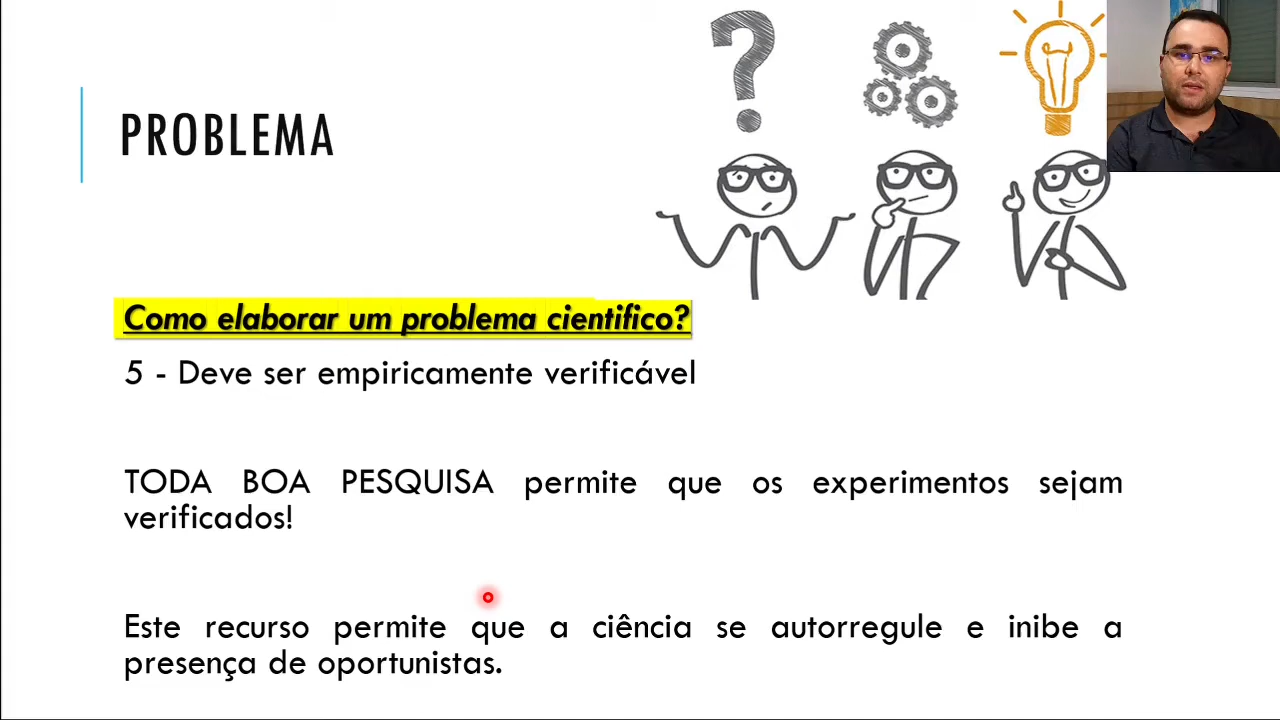 PROBLEMA
Como elaborar um problema cientifico?
5 - Deve ser empiricamente verificável
TODA BOA PESQUISA permite que os experimentos sejam
verificados!
Este recurso permite que a ciência se autorregule e inibe a
presença de oportunistas.